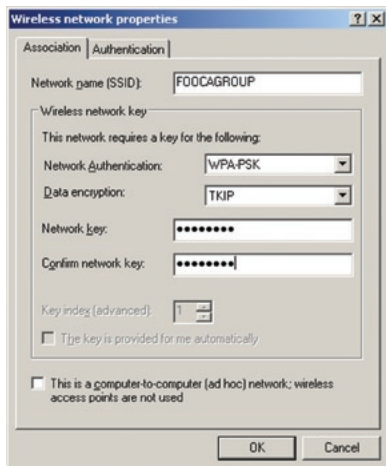 Wireless network properties
Association
Authentication
Network name (SSID):
FOOCAGROUP
Wireless network key
This network requires a key for the following:
Network Authentication:
WPA-PSK
Data encryption:
TKIP
Network key:
••••••••
Confirm network key:
••••••••
Key index (advanced):
1
The key is provided for me automatically
This is a computer-to-computer (ad hoc) network; wireless
access points are not used
OK
Cancel